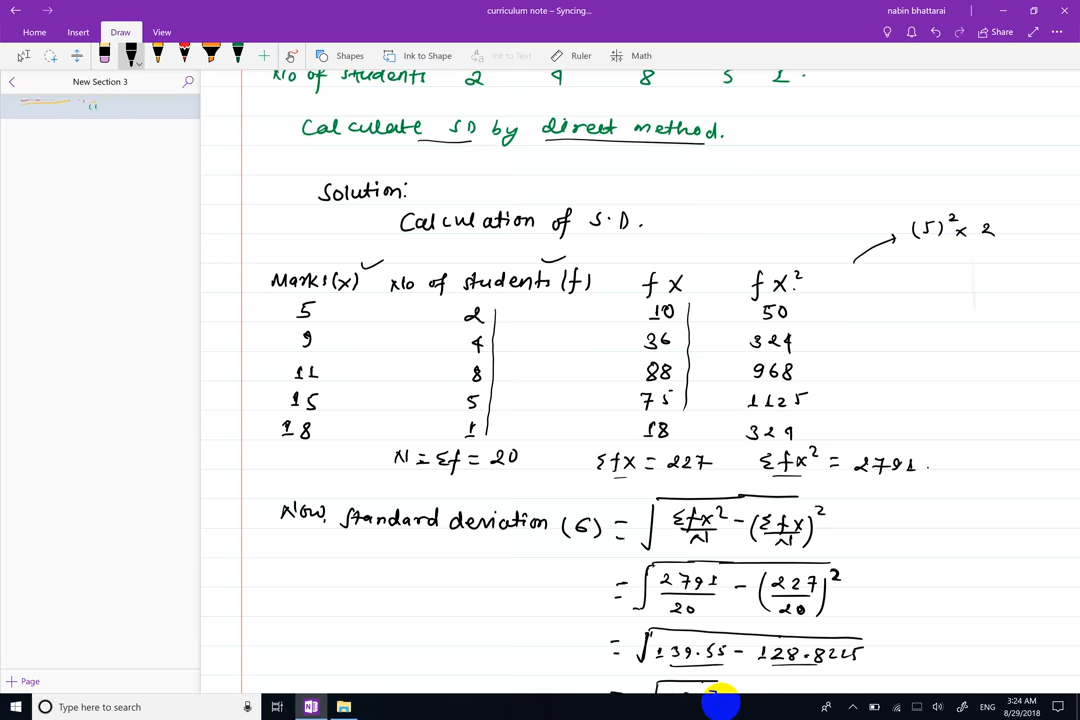 curriculum note – Syncing...
nabin bhattarai
Home Insert Draw View
Shapes Ink to Shape Ink to Text Ruler Math
Share
New Section 3
No of students 2 4 8 5 1.
Calculate SD by direct method.
Solution:
Calculation of S.D.
(5)² × 2
Marks(x) No of students (f) fx fx²
5 2 10 50
9 4 36 324
11 8 88 968
15 5 75 1125
18 1 18 324
N = Σf = 20 Σfx = 227 Σfx² = 2791.
Now, Standard deviation (σ) = √(Σfx²/N − (Σfx/N)²)
= √(2791/20 − (227/20)²)
= √(139.55 − 128.8225)
Page
Type here to search
ENG
3:24 AM
8/29/2018